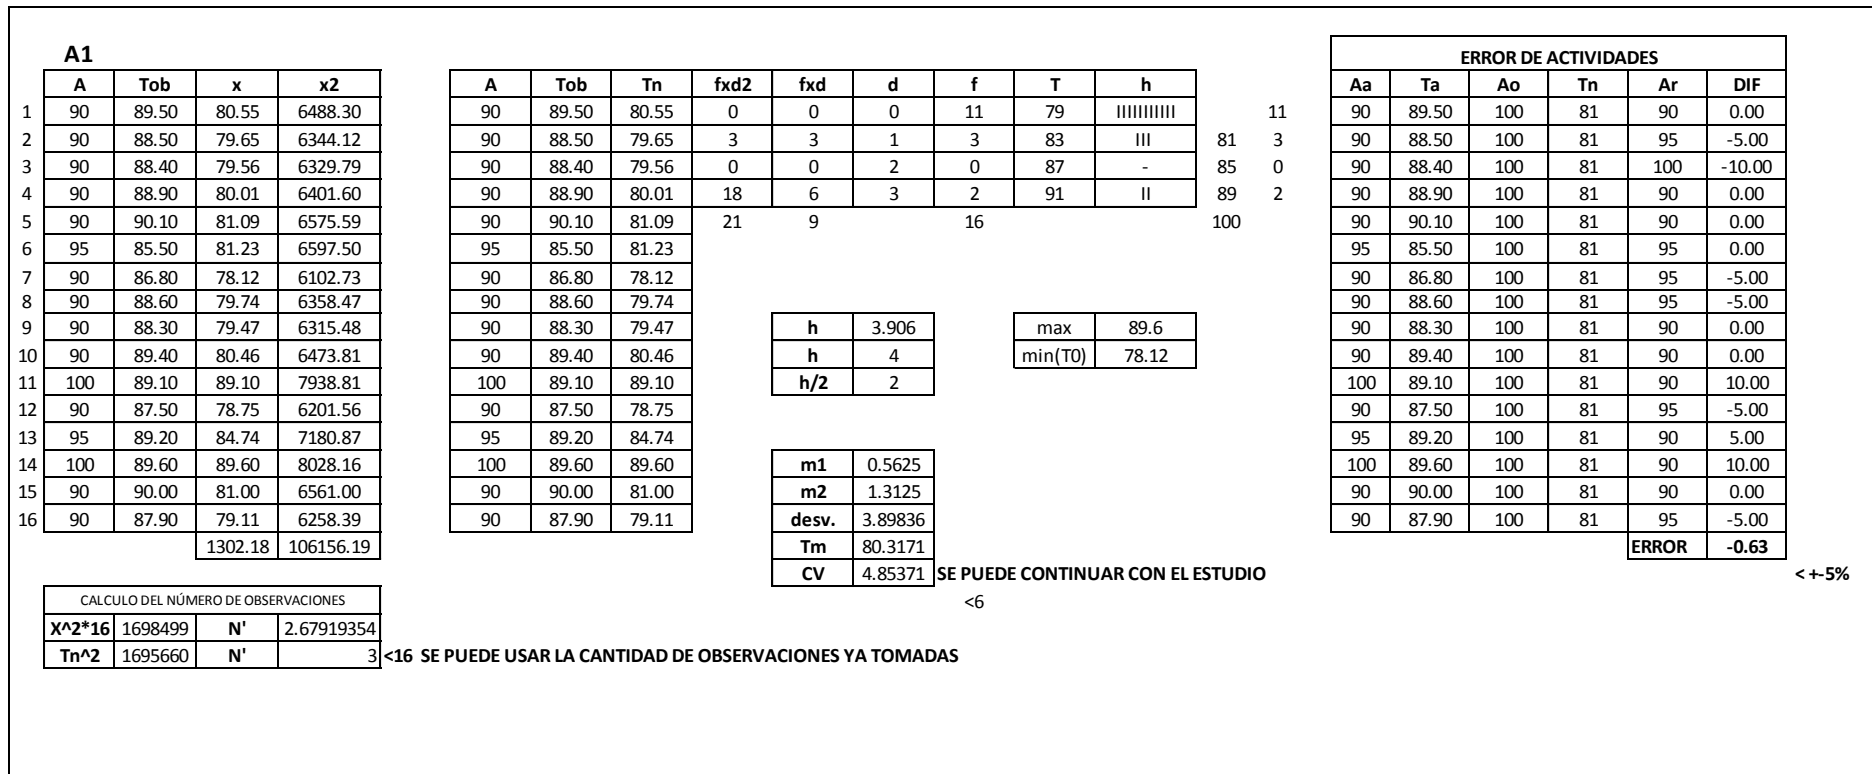 A1
ERROR DE ACTIVIDADES
A Tob x x2 A Tob Tn fxd2 fxd d f T h Aa Ta Ao Tn Ar DIF
1 90 89.50 80.55 6488.30 90 89.50 80.55 0 0 0 11 79 IIIIIIIIIII 11 90 89.50 100 81 90 0.00
2 90 88.50 79.65 6344.12 90 88.50 79.65 3 3 1 3 83 III 81 3 90 88.50 100 81 95 -5.00
3 90 88.40 79.56 6329.79 90 88.40 79.56 0 0 2 0 87 - 85 0 90 88.40 100 81 100 -10.00
4 90 88.90 80.01 6401.60 90 88.90 80.01 18 6 3 2 91 II 89 2 90 88.90 100 81 90 0.00
5 90 90.10 81.09 6575.59 90 90.10 81.09 21 9 16 100 90 90.10 100 81 90 0.00
6 95 85.50 81.23 6597.50 95 85.50 81.23 95 85.50 100 81 95 0.00
7 90 86.80 78.12 6102.73 90 86.80 78.12 90 86.80 100 81 95 -5.00
8 90 88.60 79.74 6358.47 90 88.60 79.74 90 88.60 100 81 95 -5.00
9 90 88.30 79.47 6315.48 90 88.30 79.47 h 3.906 max 89.6 90 88.30 100 81 90 0.00
10 90 89.40 80.46 6473.81 90 89.40 80.46 h 4 min(T0) 78.12 90 89.40 100 81 90 0.00
11 100 89.10 89.10 7938.81 100 89.10 89.10 h/2 2 100 89.10 100 81 90 10.00
12 90 87.50 78.75 6201.56 90 87.50 78.75 90 87.50 100 81 95 -5.00
13 95 89.20 84.74 7180.87 95 89.20 84.74 95 89.20 100 81 90 5.00
14 100 89.60 89.60 8028.16 100 89.60 89.60 m1 0.5625 100 89.60 100 81 90 10.00
15 90 90.00 81.00 6561.00 90 90.00 81.00 m2 1.3125 90 90.00 100 81 90 0.00
16 90 87.90 79.11 6258.39 90 87.90 79.11 desv. 3.89836 90 87.90 100 81 95 -5.00
1302.18 106156.19 Tm 80.3171 ERROR -0.63
CV 4.85371 SE PUEDE CONTINUAR CON EL ESTUDIO < +-5%
CALCULO DEL NÚMERO DE OBSERVACIONES <6
X^2*16 1698499 N' 2.67919354
Tn^2 1695660 N' 3 <16 SE PUEDE USAR LA CANTIDAD DE OBSERVACIONES YA TOMADAS